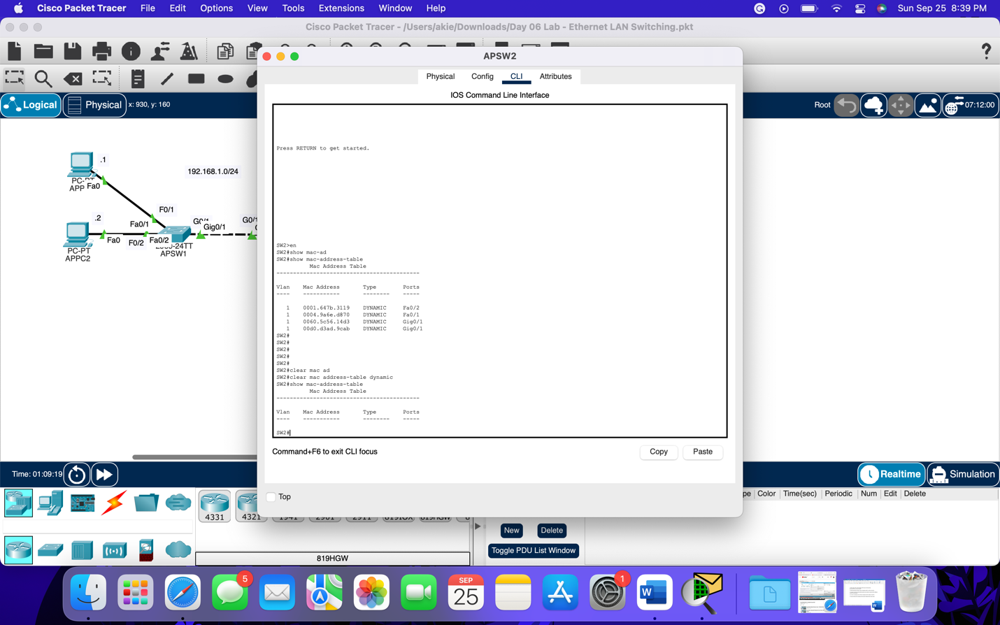 Cisco Packet Tracer File Edit Options View Tools Extensions Window Help Sun Sep 25 8:39 PM
Cisco Packet Tracer - /Users/akie/Downloads/Day 06 Lab - Ethernet LAN Switching.pkt
APSW2
Physical Config CLI Attributes
IOS Command Line Interface
Logical Physical x: 930, y: 160
Root 07:12:00
Press RETURN to get started.
.1
192.168.1.0/24
PC-PT
APP Fa0
F0/1
.2
Fa0/1
Gig0/1
G0/1
Fa0
F0/2
Fa0/2
PC-PT
APPC2
APSW1
SW2>en
SW2#show mac-ad
SW2#show mac-address-table
Mac Address Table
-------------------------------------------
Vlan Mac Address Type Ports
---- ----------- -------- -----
1 0001.647b.3119 DYNAMIC Fa0/2
1 0004.9a6e.d870 DYNAMIC Fa0/1
1 0060.5c56.14d3 DYNAMIC Gig0/1
1 00d0.d3ad.9cab DYNAMIC Gig0/1
SW2#
SW2#
SW2#
SW2#
SW2#
SW2#clear mac ad
SW2#clear mac address-table dynamic
SW2#show mac-address-table
Mac Address Table
-------------------------------------------
Vlan Mac Address Type Ports
---- ----------- -------- -----
SW2#
Command+F6 to exit CLI focus
Copy Paste
Time: 01:09:19
Realtime Simulation
Top
Color Time(sec) Periodic Num Edit Delete
4331 4321
New Delete
Toggle PDU List Window
819HGW
5
SEP
25
1
W